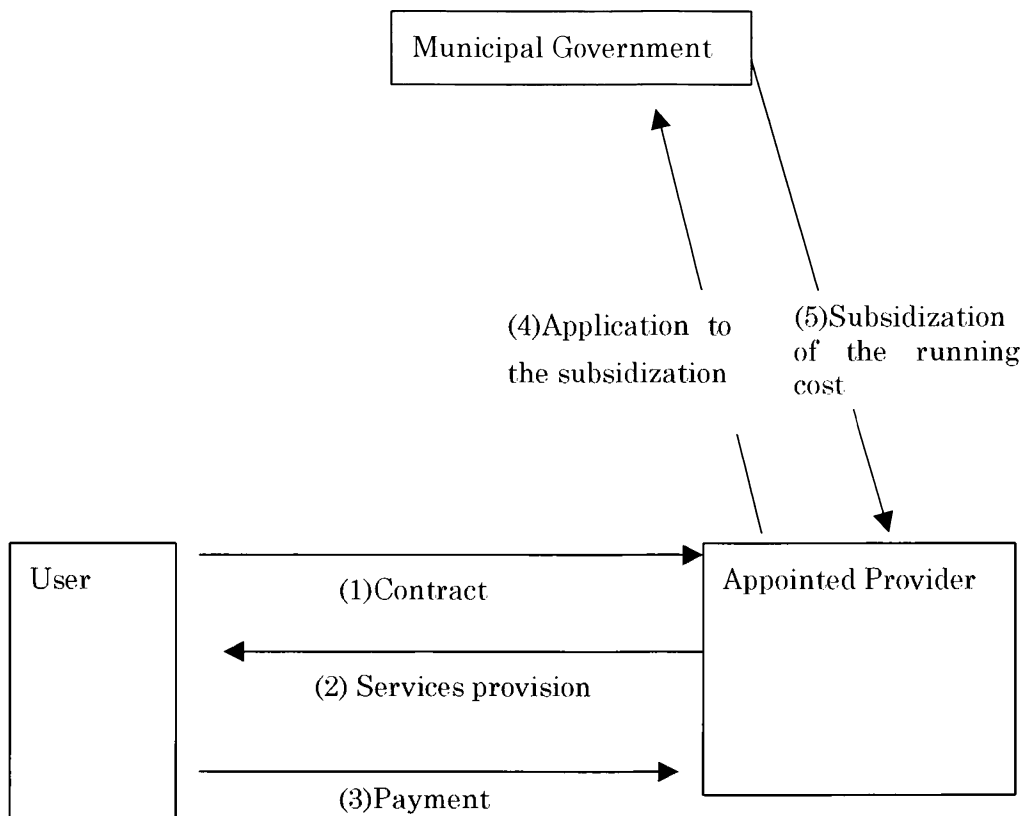 Municipal Government
(4)Application to
the subsidization
(5)Subsidization
of the running
cost
User
Appointed Provider
(1)Contract
(2) Services provision
(3)Payment